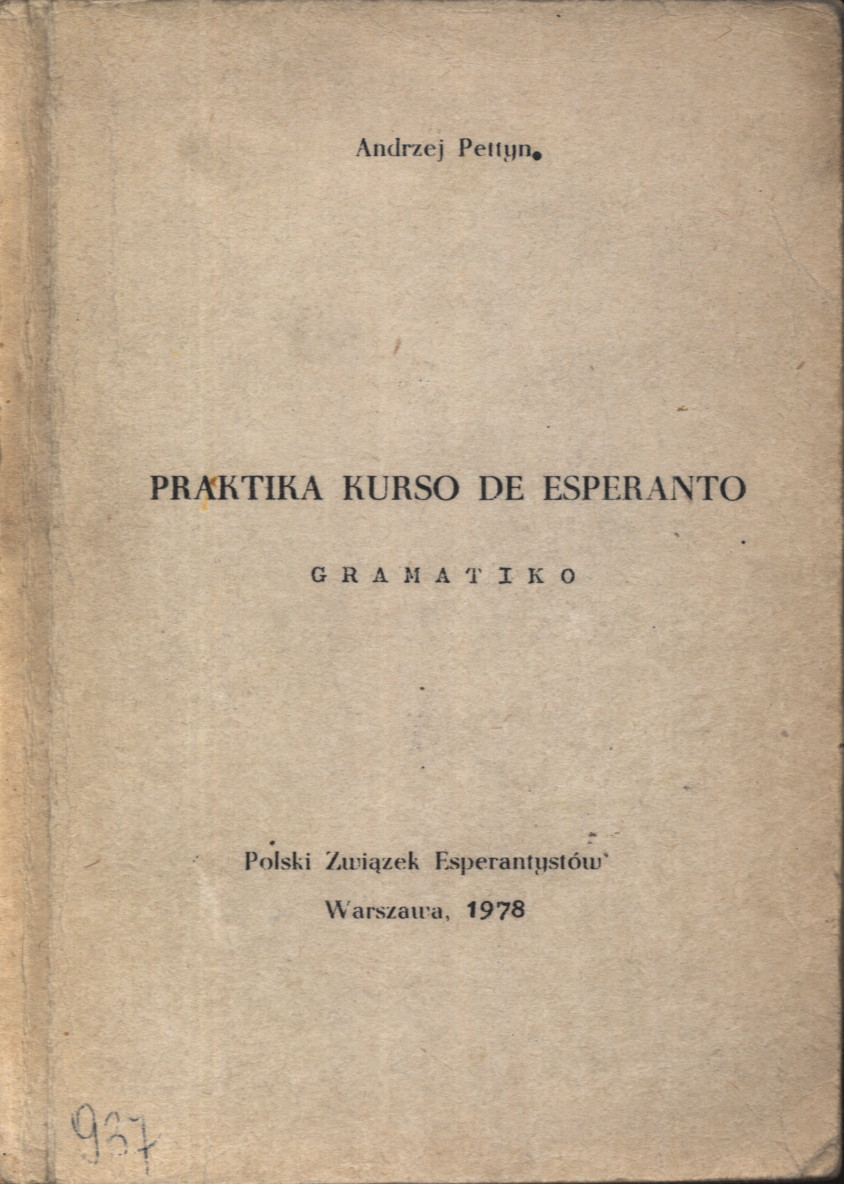 Andrzej Pettyn
PRAKTIKA KURSO DE ESPERANTO
GRAMATIKO
Polski Związek Esperantystów
Warszawa, 1978
937